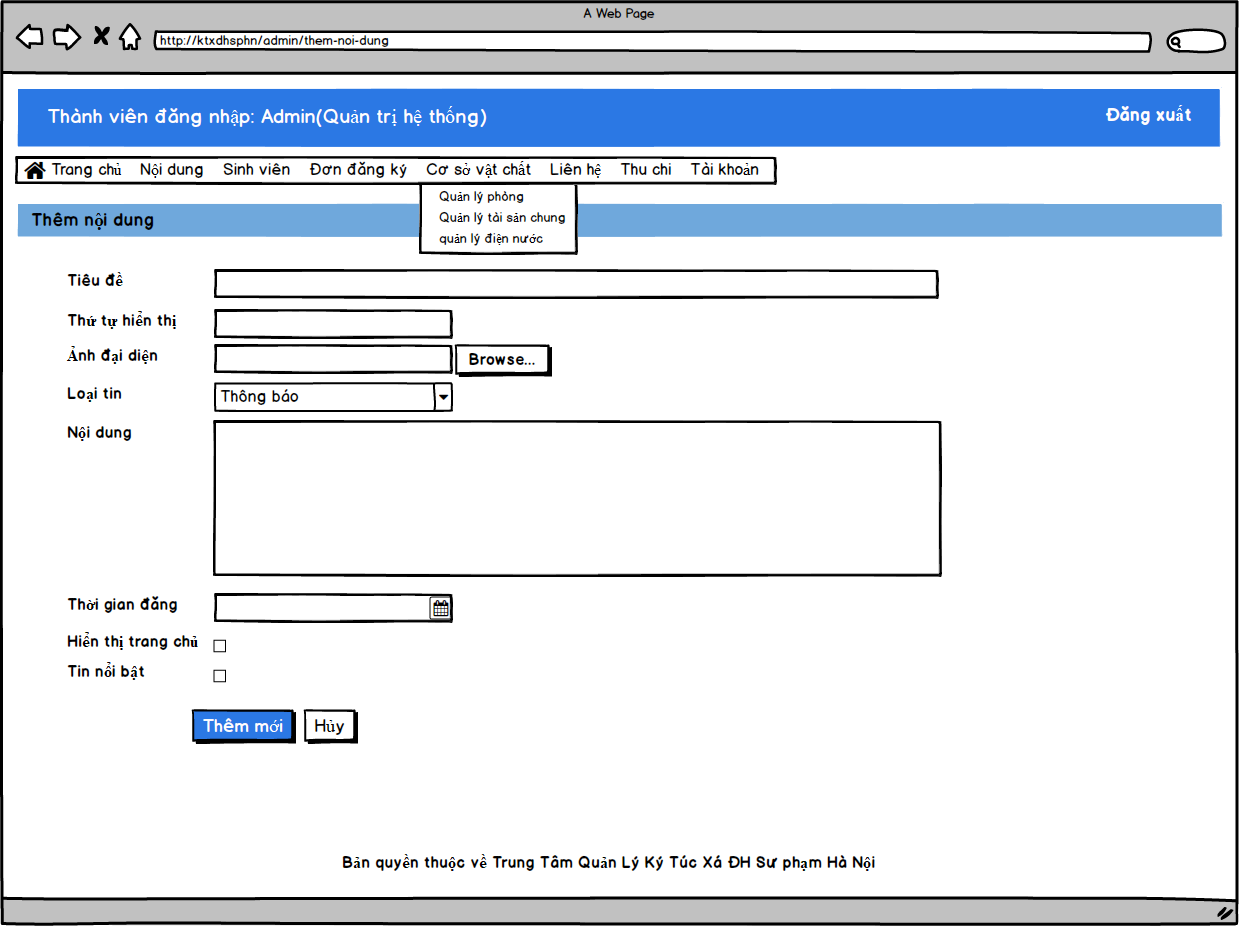 A Web Page
http://ktxdhsphn/admin/them-noi-dung
Thành viên đăng nhập: Admin(Quản trị hệ thống)
Đăng xuất
Trang chủ Nội dung Sinh viên Đơn đăng ký Cơ sở vật chất Liên hệ Thu chi Tài khoản
Quản lý phòng
Quản lý tài sản chung
quản lý điện nước
Thêm nội dung
Tiêu đề
Thứ tự hiển thị
Ảnh đại diện
Browse...
Loại tin
Thông báo
Nội dung
Thời gian đăng
Hiển thị trang chủ
Tin nổi bật
Thêm mới Hủy
Bản quyền thuộc về Trung Tâm Quản Lý Ký Túc Xá ĐH Sư phạm Hà Nội